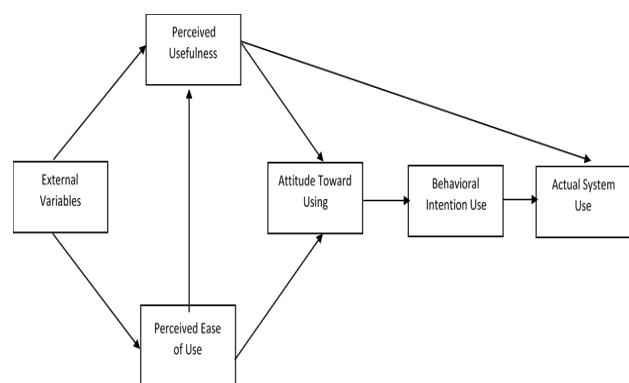 Perceived
Usefulness
External
Variables
Attitude Toward
Using
Behavioral
Intention Use
Actual System
Use
Perceived Ease
of Use